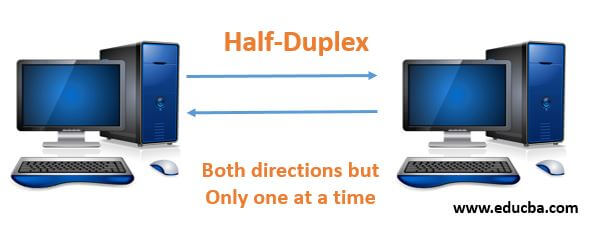 Half-Duplex
Both directions but
Only one at a time
www.educba.com